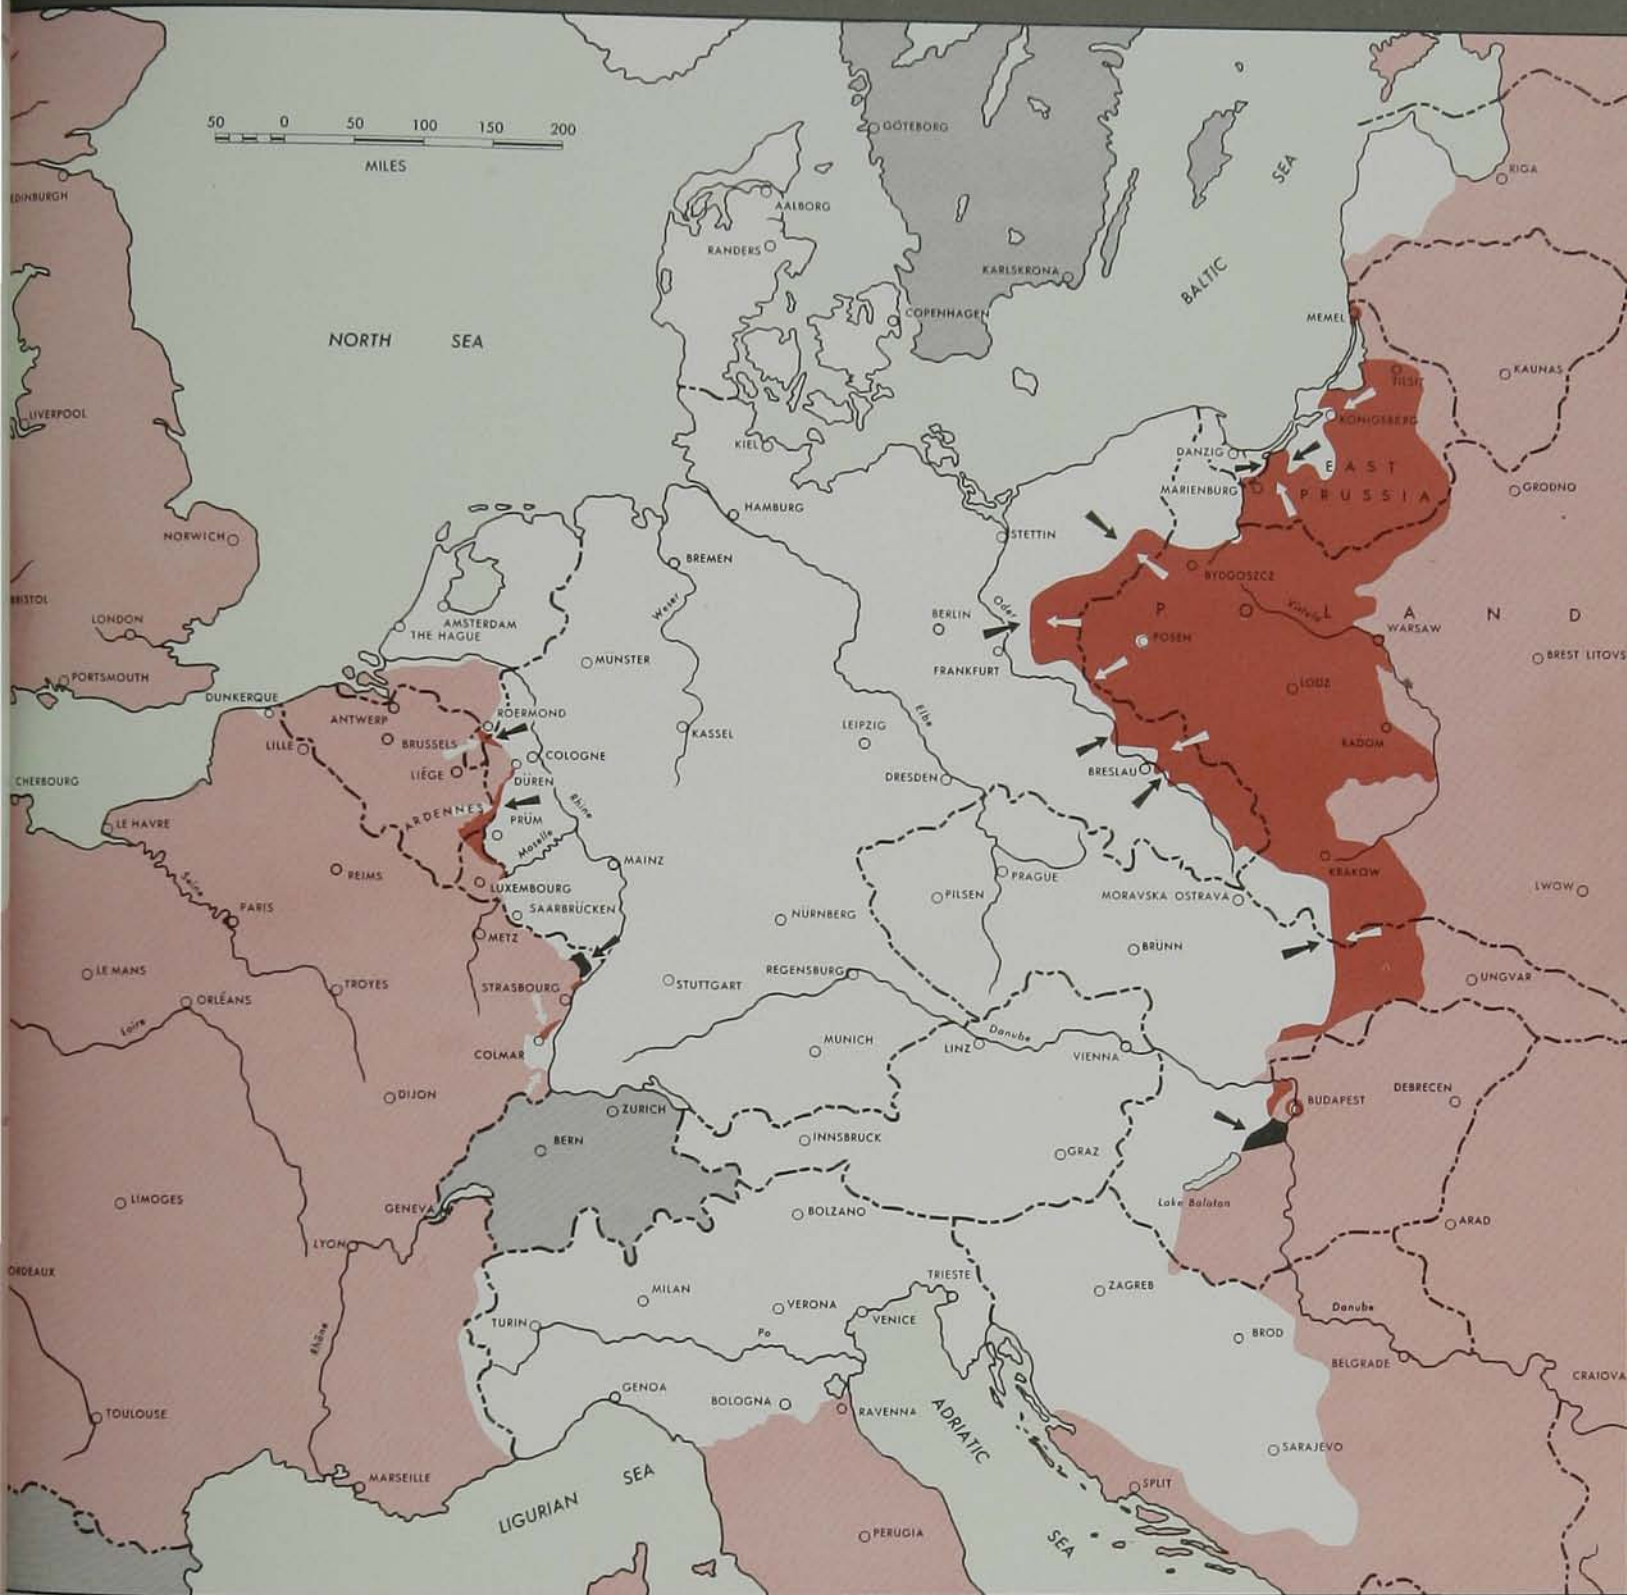 50 0 50 100 150 200
MILES
GÖTEBORG
RIGA
EDINBURGH
AALBORG
RANDERS
BALTIC SEA
KARLSKRONA
COPENHAGEN
MEMEL
NORTH SEA
TILSIT
KAUNAS
LIVERPOOL
KÖNIGSBERG
KIEL
DANZIG
EAST
PRUSSIA
MARIENBURG
GRODNO
HAMBURG
NORWICH
STETTIN
BREMEN
BYDGOSZCZ
BRISTOL
LONDON
AMSTERDAM
THE HAGUE
Weser
BERLIN
Oder
P L A N D
Vistula
WARSAW
POSEN
BREST LITOVS
MÜNSTER
FRANKFURT
PORTSMOUTH
LODZ
DUNKERQUE
ANTWERP
ROERMOND
KASSEL
LEIPZIG
Elbe
LILLE
BRUSSELS
COLOGNE
RADOM
LIÉGE
DÜREN
DRESDEN
BRESLAU
CHERBOURG
ARDENNES
Rhine
PRÜM
Moselle
LE HAVRE
MAINZ
Seine
REIMS
LUXEMBOURG
PRAGUE
KRAKOW
PILSEN
MORAVSKA OSTRAVA
LWOW
PARIS
SAARBRÜCKEN
NÜRNBERG
METZ
BRÜNN
LE MANS
REGENSBURG
UNGVAR
STRASBOURG
STUTTGART
TROYES
ORLÉANS
Loire
Danube
MUNICH
LINZ
VIENNA
COLMAR
DEBRECEN
DIJON
ZURICH
BUDAPEST
BERN
INNSBRUCK
GRAZ
LIMOGES
GENEVA
Lake Balaton
BOLZANO
ARAD
LYON
ORDEAUX
TRIESTE
MILAN
ZAGREB
VERONA
VENICE
TURIN
Po
Danube
Rhône
BROD
BELGRADE
CRAIOVA
GENOA
BOLOGNA
RAVENNA
TOULOUSE
ADRIATIC SEA
SARAJEVO
MARSEILLE
LIGURIAN SEA
SPLIT
PERUGIA